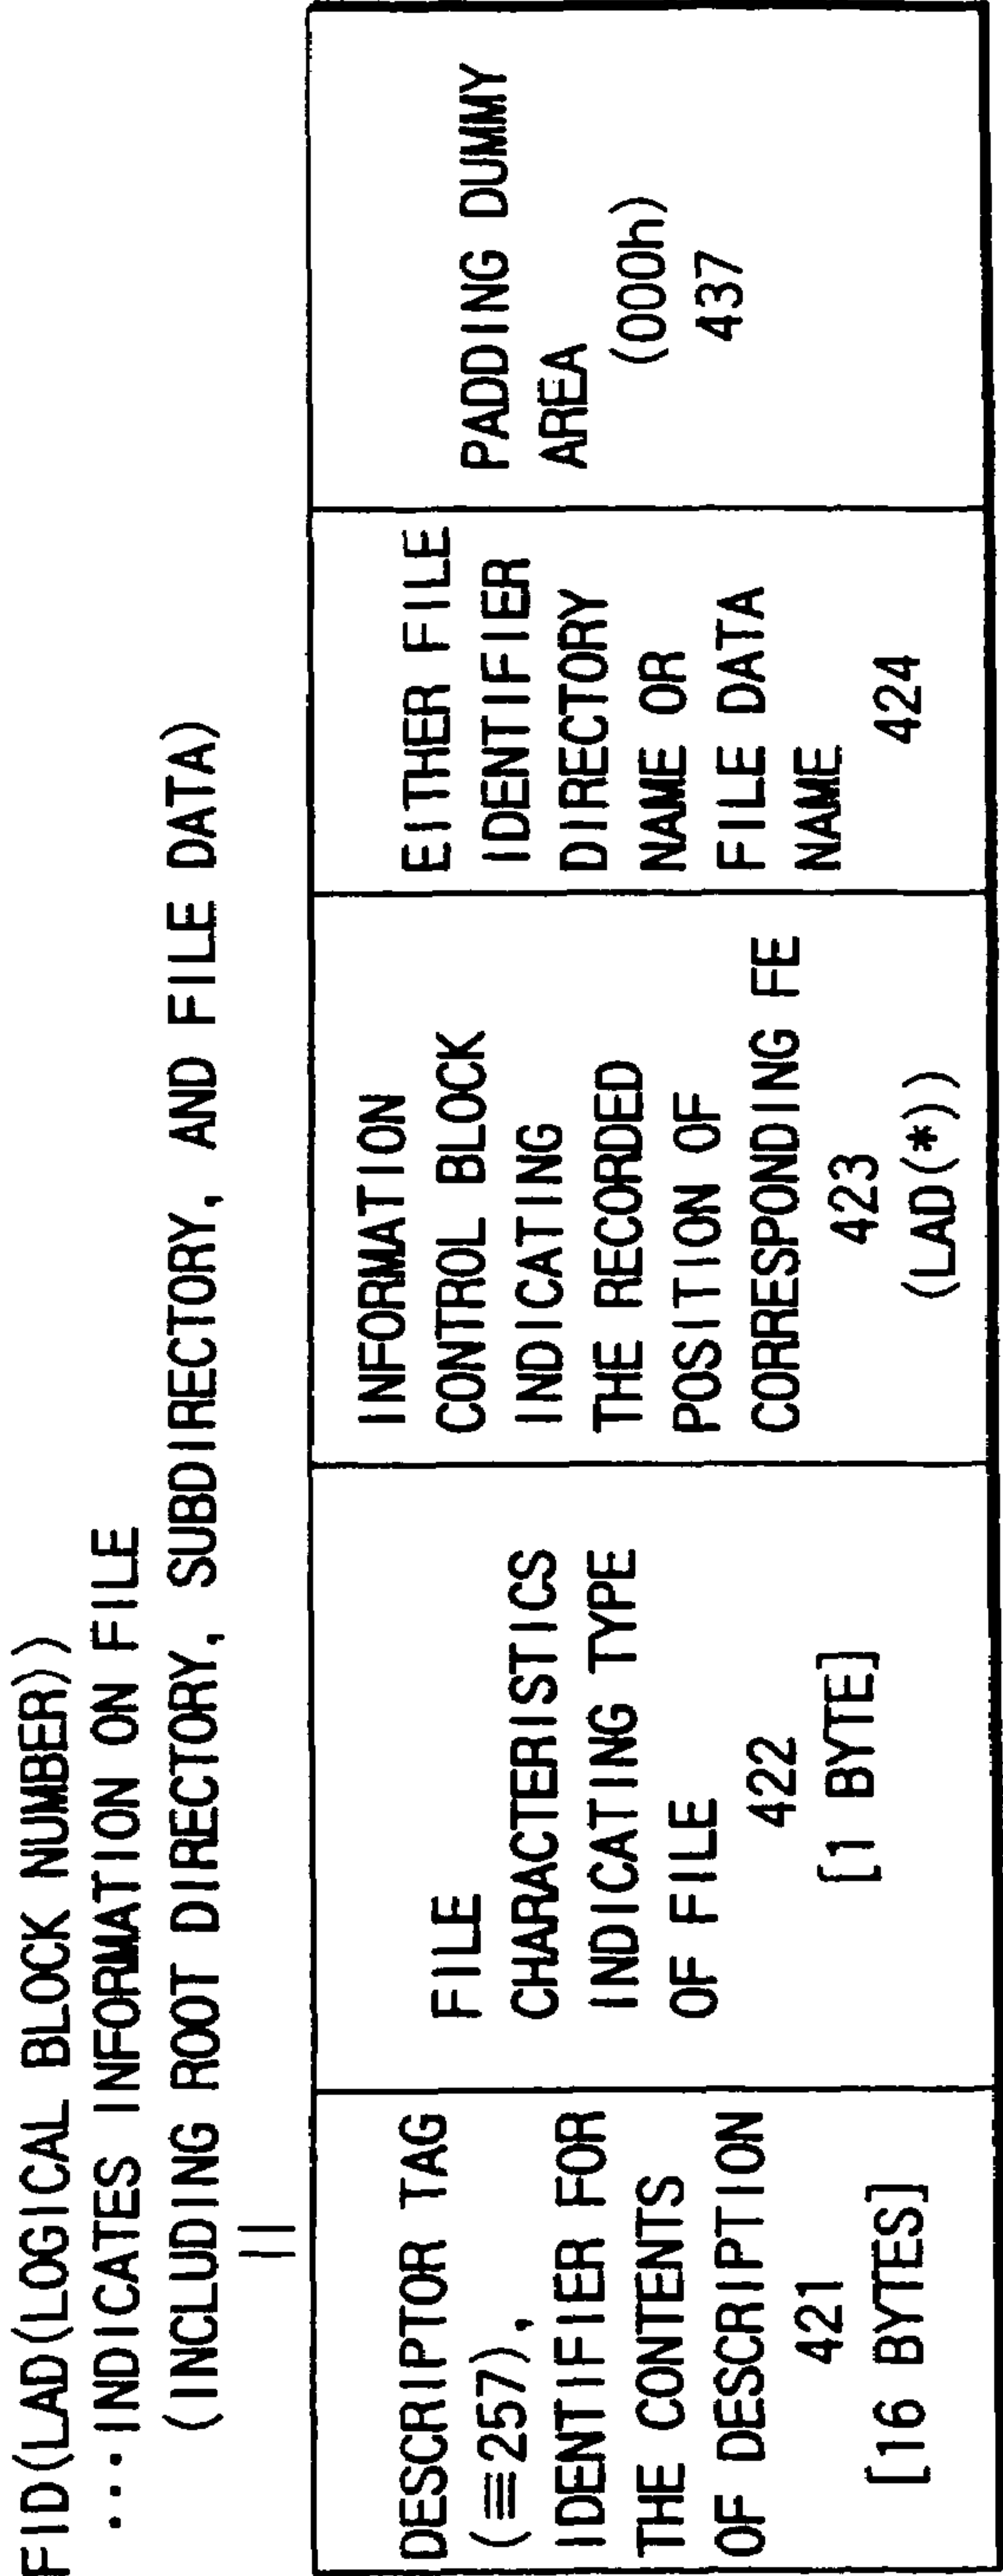 FID(LAD(LOGICAL BLOCK NUMBER))
···INDICATES INFORMATION ON FILE
(INCLUDING ROOT DIRECTORY, SUBDIRECTORY, AND FILE DATA)
||
DESCRIPTOR TAG
(≡257),
IDENTIFIER FOR
THE CONTENTS
OF DESCRIPTION
421
[16 BYTES]
FILE
CHARACTERISTICS
INDICATING TYPE
OF FILE
422
[1 BYTE]
INFORMATION
CONTROL BLOCK
INDICATING
THE RECORDED
POSITION OF
CORRESPONDING FE
423
(LAD(*))
EITHER FILE
IDENTIFIER
DIRECTORY
NAME OR
FILE DATA
NAME
424
PADDING DUMMY
AREA
(000h)
437